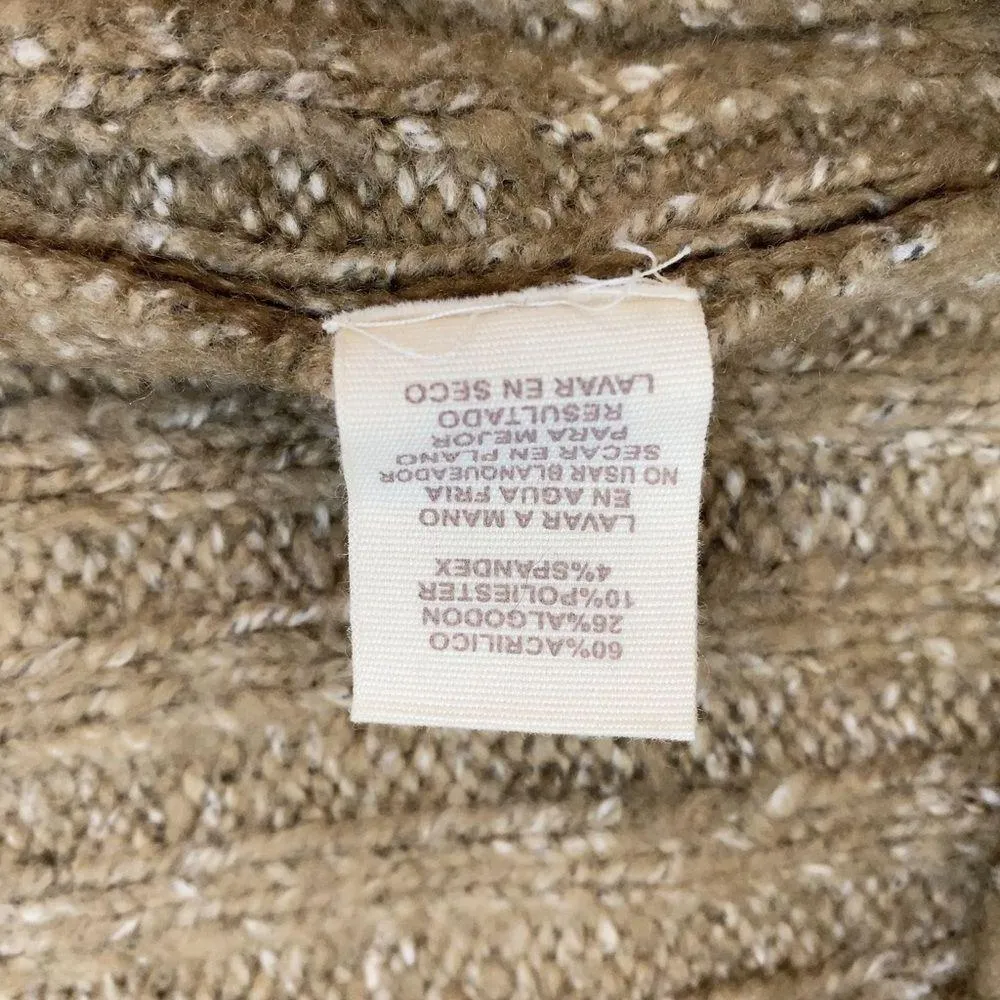 60%ACRILICO
26%ALGODON
10%POLIESTER
4%SPANDEX
LAVAR A MANO
EN AGUA FRIA
NO USAR BLANQUEADOR
SECAR EN PLANO
PARA MEJOR
RESULTADO
LAVAR EN SECO